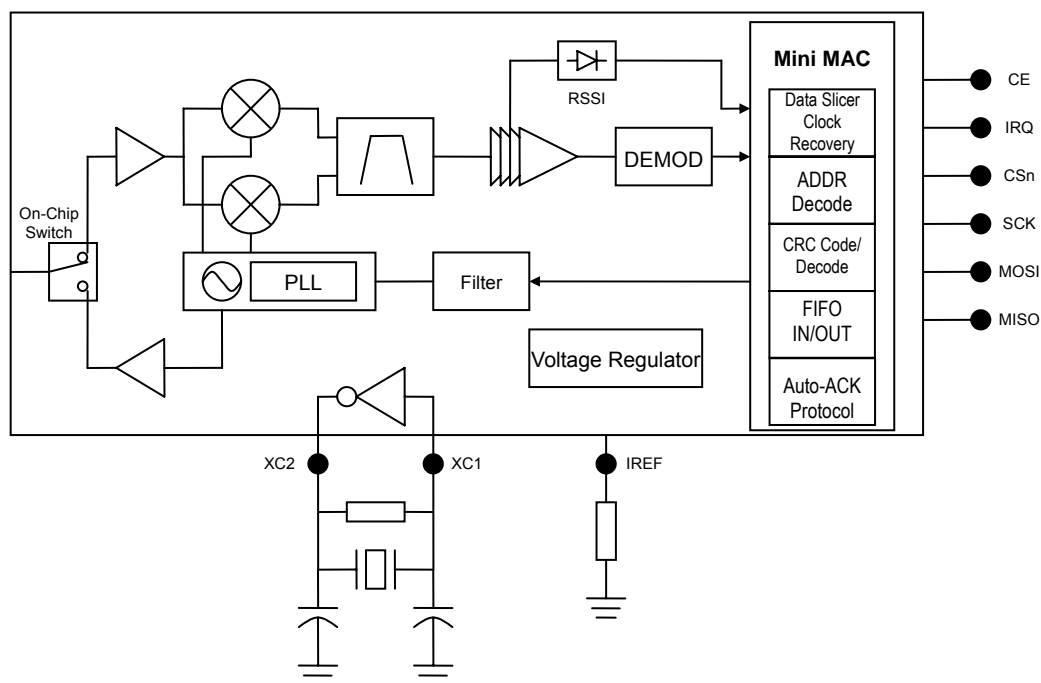 Mini MAC
RSSI
Data Slicer
Clock
Recovery
DEMOD
ADDR
Decode
On-Chip
Switch
CRC Code/
Decode
PLL
Filter
FIFO
IN/OUT
Voltage Regulator
Auto-ACK
Protocol
CE
IRQ
CSn
SCK
MOSI
MISO
XC2
XC1
IREF